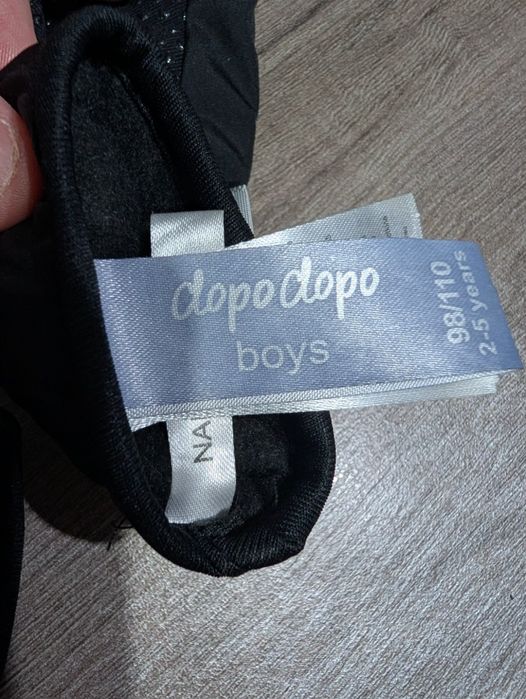 dopodopo
boys
98/110
2-5 years
NA